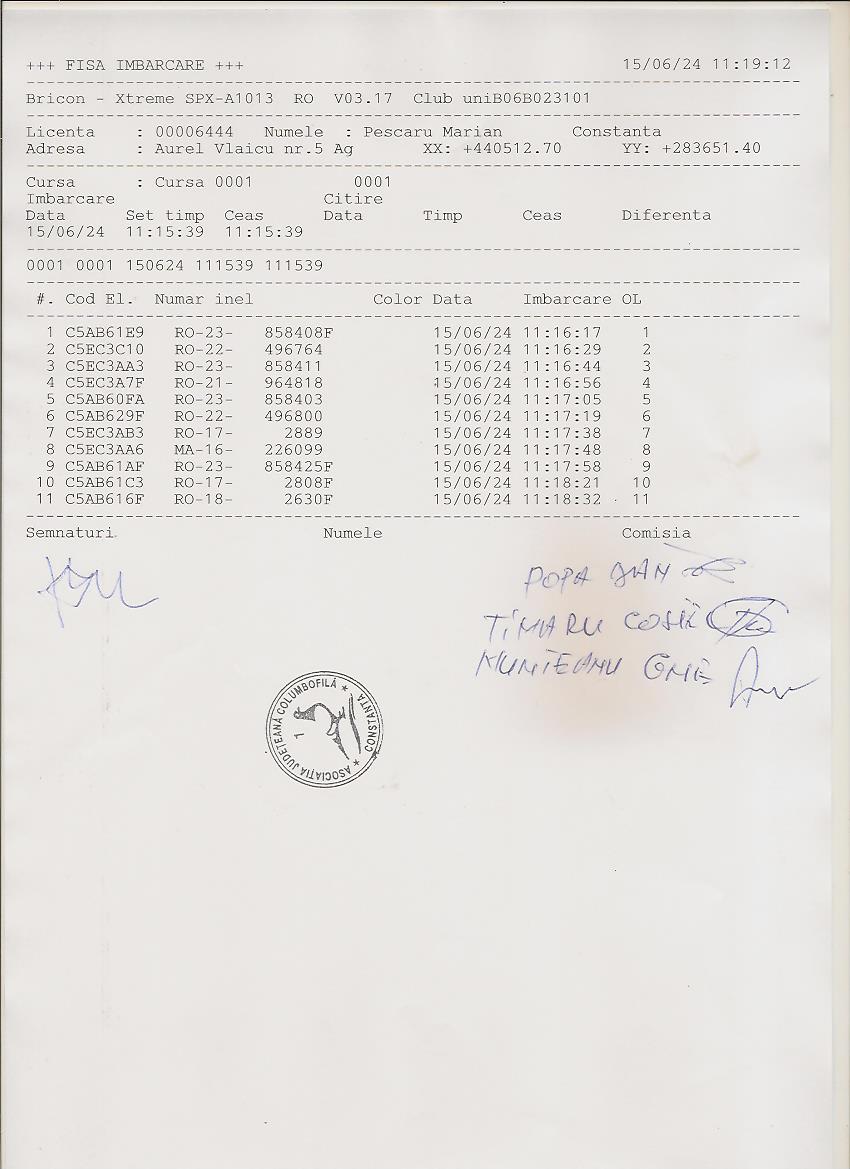 +++ FISA IMBARCARE +++ 15/06/24 11:19:12
Bricon - Xtreme SPX-A1013 RO V03.17 Club uniB06B023101
Licenta : 00006444 Numele : Pescaru Marian Constanta
Adresa : Aurel Vlaicu nr.5 Ag XX: +440512.70 YY: +283651.40
Cursa : Cursa 0001 0001
Imbarcare Citire
Data Set timp Ceas Data Timp Ceas Diferenta
15/06/24 11:15:39 11:15:39
0001 0001 150624 111539 111539
#. Cod El. Numar inel Color Data Imbarcare OL
1 C5AB61E9 RO-23- 858408F 15/06/24 11:16:17 1
2 C5EC3C10 RO-22- 496764 15/06/24 11:16:29 2
3 C5EC3AA3 RO-23- 858411 15/06/24 11:16:44 3
4 C5EC3A7F RO-21- 964818 15/06/24 11:16:56 4
5 C5AB60FA RO-23- 858403 15/06/24 11:17:05 5
6 C5AB629F RO-22- 496800 15/06/24 11:17:19 6
7 C5EC3AB3 RO-17- 2889 15/06/24 11:17:38 7
8 C5EC3AA6 MA-16- 226099 15/06/24 11:17:48 8
9 C5AB61AF RO-23- 858425F 15/06/24 11:17:58 9
10 C5AB61C3 RO-17- 2808F 15/06/24 11:18:21 10
11 C5AB616F RO-18- 2630F 15/06/24 11:18:32 11
Semnaturi Numele Comisia
POPA DAN
TIMARU
MUNTEANU
ASOCIAȚIA JUDEȚEANĂ COLUMBOFILĂ ★ CONSTANȚA ★
1